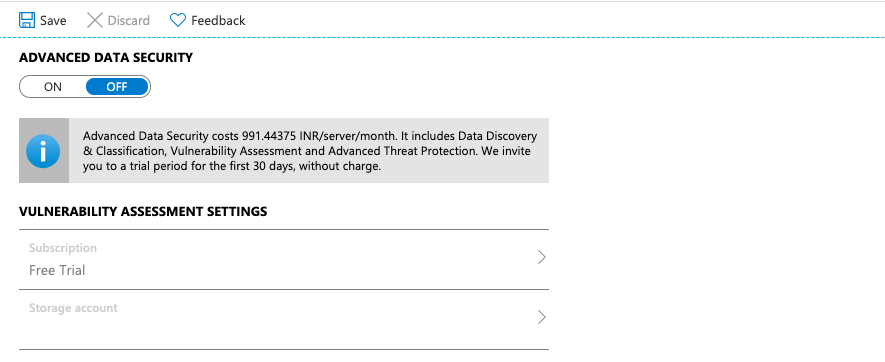 Save Discard Feedback
ADVANCED DATA SECURITY
ON OFF
Advanced Data Security costs 991.44375 INR/server/month. It includes Data Discovery
& Classification, Vulnerability Assessment and Advanced Threat Protection. We invite
you to a trial period for the first 30 days, without charge.
VULNERABILITY ASSESSMENT SETTINGS
Subscription
Free Trial
Storage account